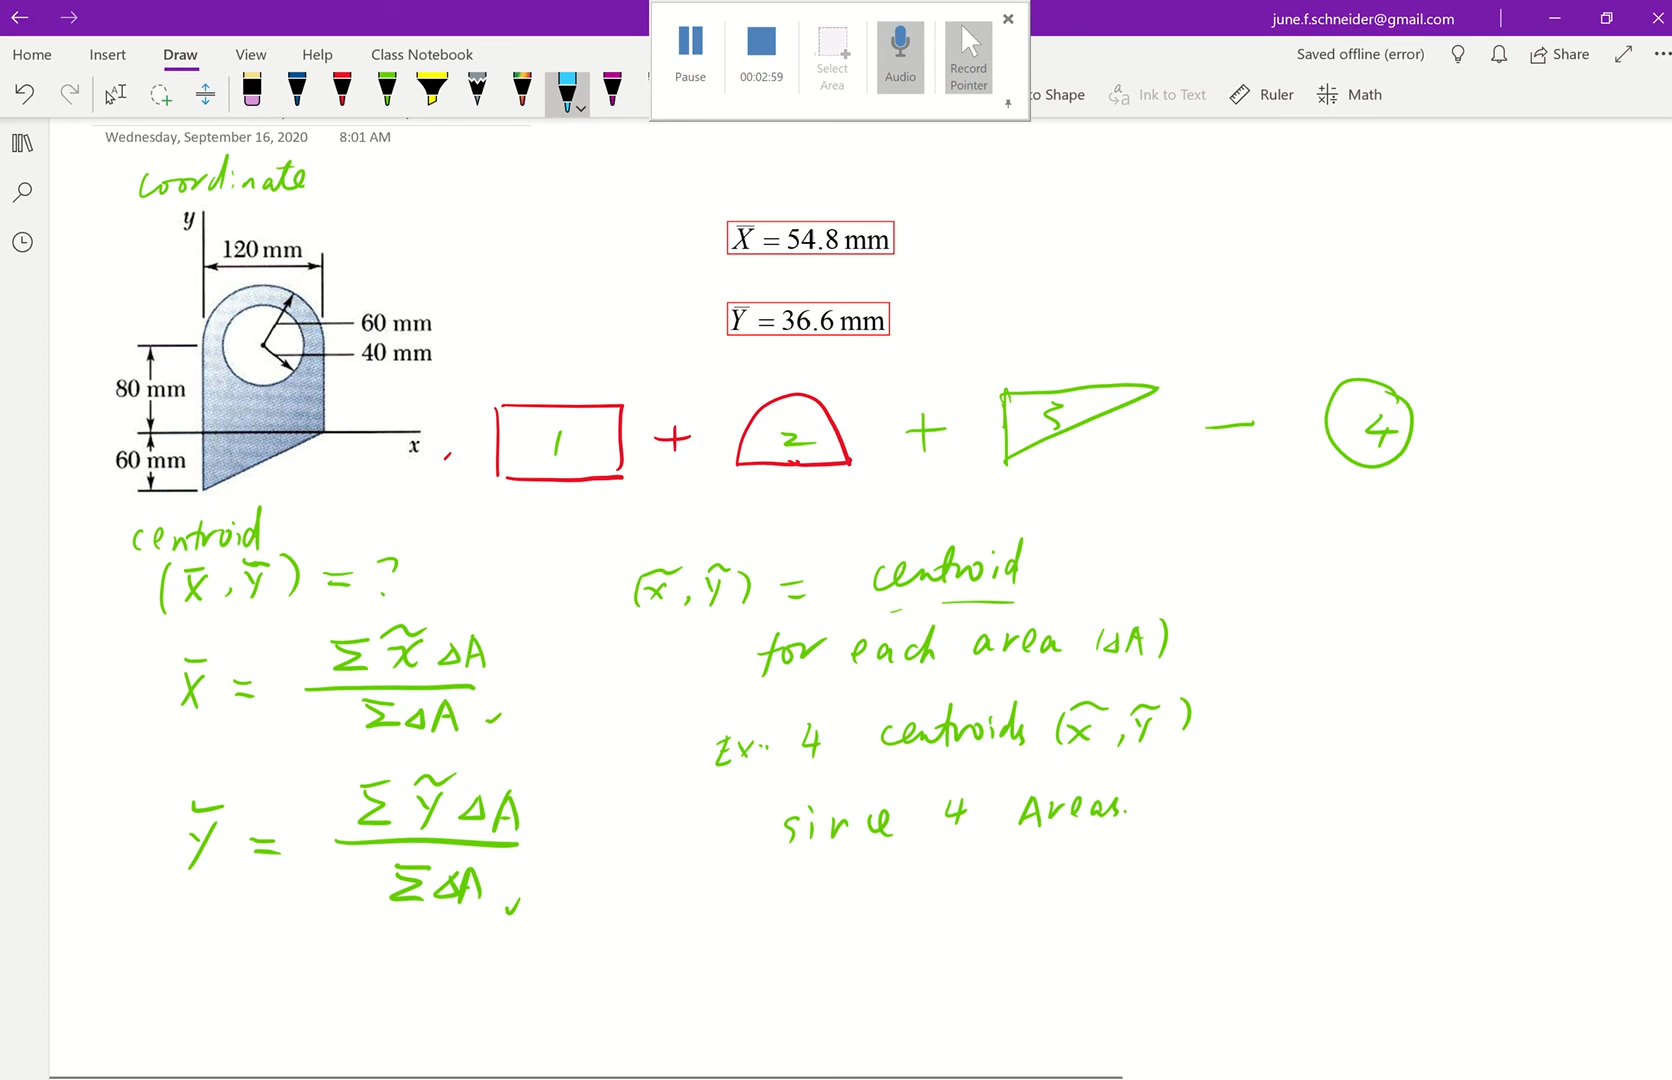 june.f.schneider@gmail.com
Home Insert Draw View Help Class Notebook
Pause 00:02:59 Select Area Audio Record Pointer
Saved offline (error) Share
to Shape Ink to Text Ruler Math
Wednesday, September 16, 2020 8:01 AM
coordinate
y
120 mm
60 mm
40 mm
80 mm
60 mm
x
X̄ = 54.8 mm
Ȳ = 36.6 mm
1 + 2 + 3 − 4
centroid
(x̄, ȳ) = ?
x̄ = Σ x̃ ΔA / ΣΔA
ȳ = Σ ỹ ΔA / ΣΔA
(x̃, ỹ) = centroid
for each area (ΔA)
Ex: 4 centroids (x̃, ỹ)
since 4 Areas.